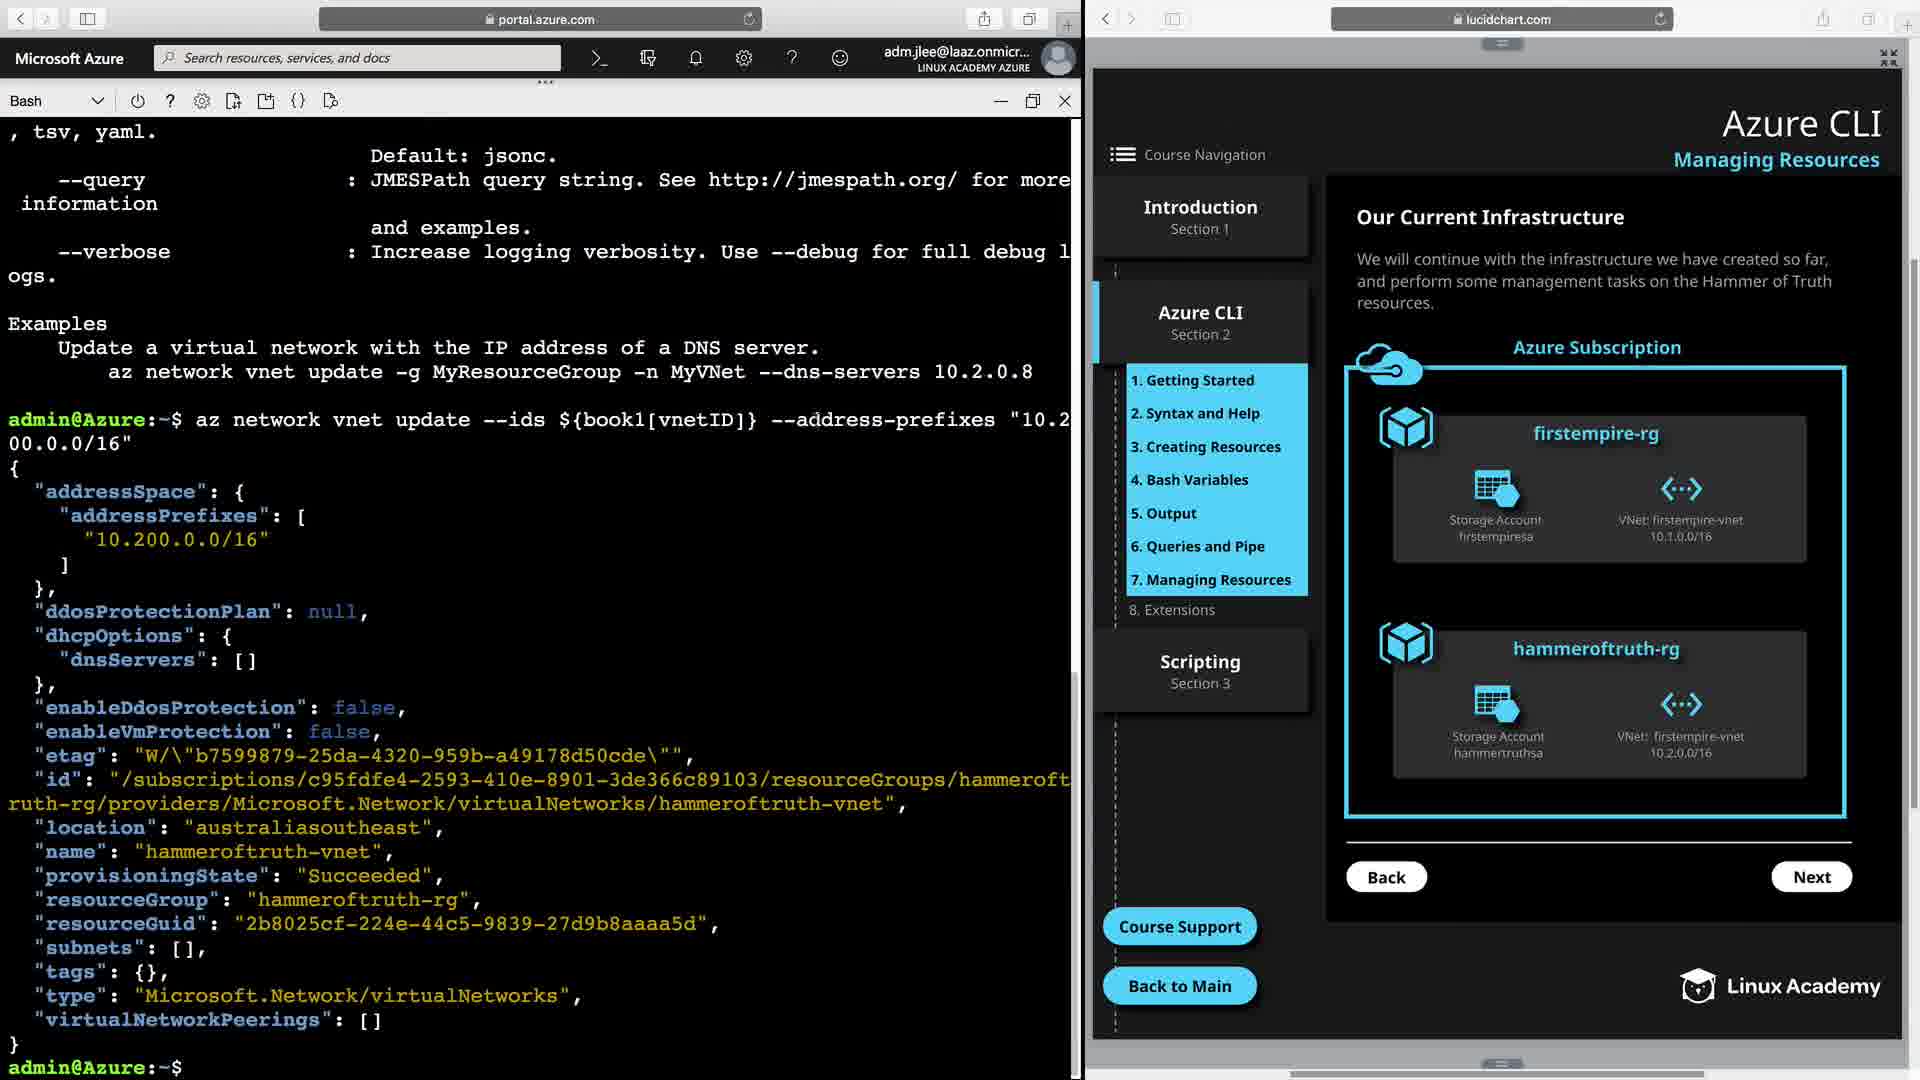 portal.azure.com
Microsoft Azure
Search resources, services, and docs
adm.jlee@laaz.onmicr...
LINUX ACADEMY AZURE
Bash
, tsv, yaml.
Default: jsonc.
--query : JMESPath query string. See http://jmespath.org/ for more
information
and examples.
--verbose : Increase logging verbosity. Use --debug for full debug l
ogs.
Examples
Update a virtual network with the IP address of a DNS server.
az network vnet update -g MyResourceGroup -n MyVNet --dns-servers 10.2.0.8
admin@Azure:~$ az network vnet update --ids ${book1[vnetID]} --address-prefixes "10.2
00.0.0/16"
{
"addressSpace": {
"addressPrefixes": [
"10.200.0.0/16"
]
},
"ddosProtectionPlan": null,
"dhcpOptions": {
"dnsServers": []
},
"enableDdosProtection": false,
"enableVmProtection": false,
"etag": "W/\"b7599879-25da-4320-959b-a49178d50cde\"",
"id": "/subscriptions/c95fdfe4-2593-410e-8901-3de366c89103/resourceGroups/hammeroft
ruth-rg/providers/Microsoft.Network/virtualNetworks/hammeroftruth-vnet",
"location": "australiasoutheast",
"name": "hammeroftruth-vnet",
"provisioningState": "Succeeded",
"resourceGroup": "hammeroftruth-rg",
"resourceGuid": "2b8025cf-224e-44c5-9839-27d9b8aaaa5d",
"subnets": [],
"tags": {},
"type": "Microsoft.Network/virtualNetworks",
"virtualNetworkPeerings": []
}
admin@Azure:~$
lucidchart.com
Azure CLI
Managing Resources
Course Navigation
Introduction
Section 1
Azure CLI
Section 2
1. Getting Started
2. Syntax and Help
3. Creating Resources
4. Bash Variables
5. Output
6. Queries and Pipe
7. Managing Resources
8. Extensions
Scripting
Section 3
Course Support
Back to Main
Our Current Infrastructure
We will continue with the infrastructure we have created so far,
and perform some management tasks on the Hammer of Truth
resources.
Azure Subscription
firstempire-rg
Storage Account
firstempiresa
VNet: firstempire-vnet
10.1.0.0/16
hammeroftruth-rg
Storage Account
hammertruthsa
VNet: firstempire-vnet
10.2.0.0/16
Back
Next
Linux Academy